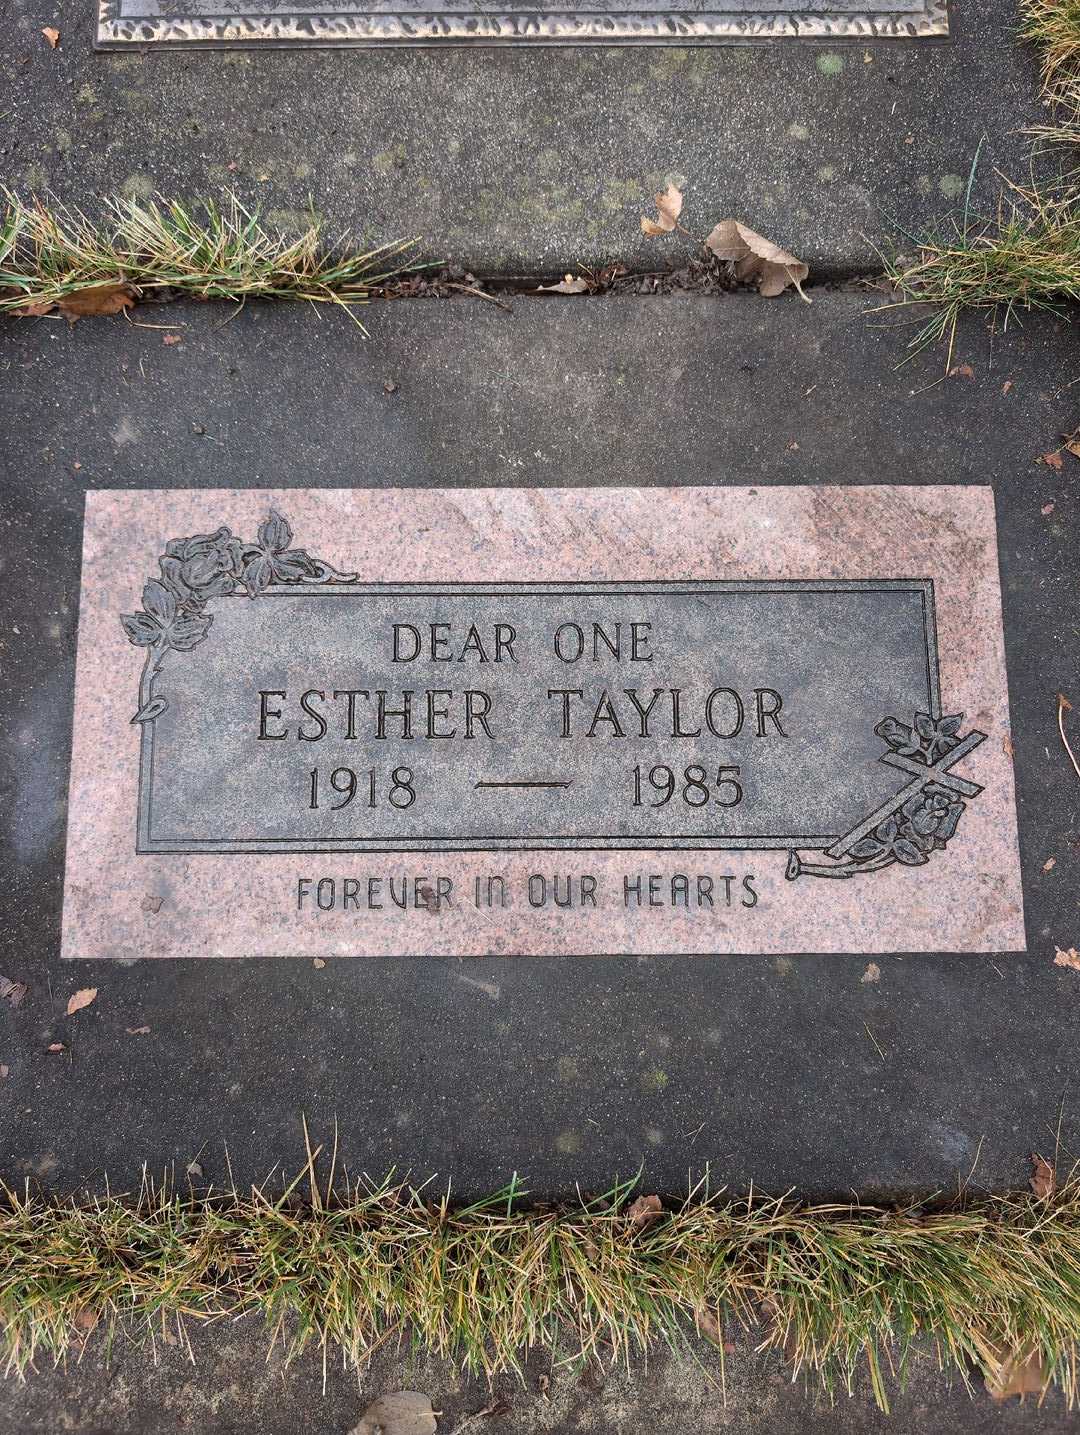 DEAR ONE
ESTHER TAYLOR
1918 — 1985
FOREVER IN OUR HEARTS